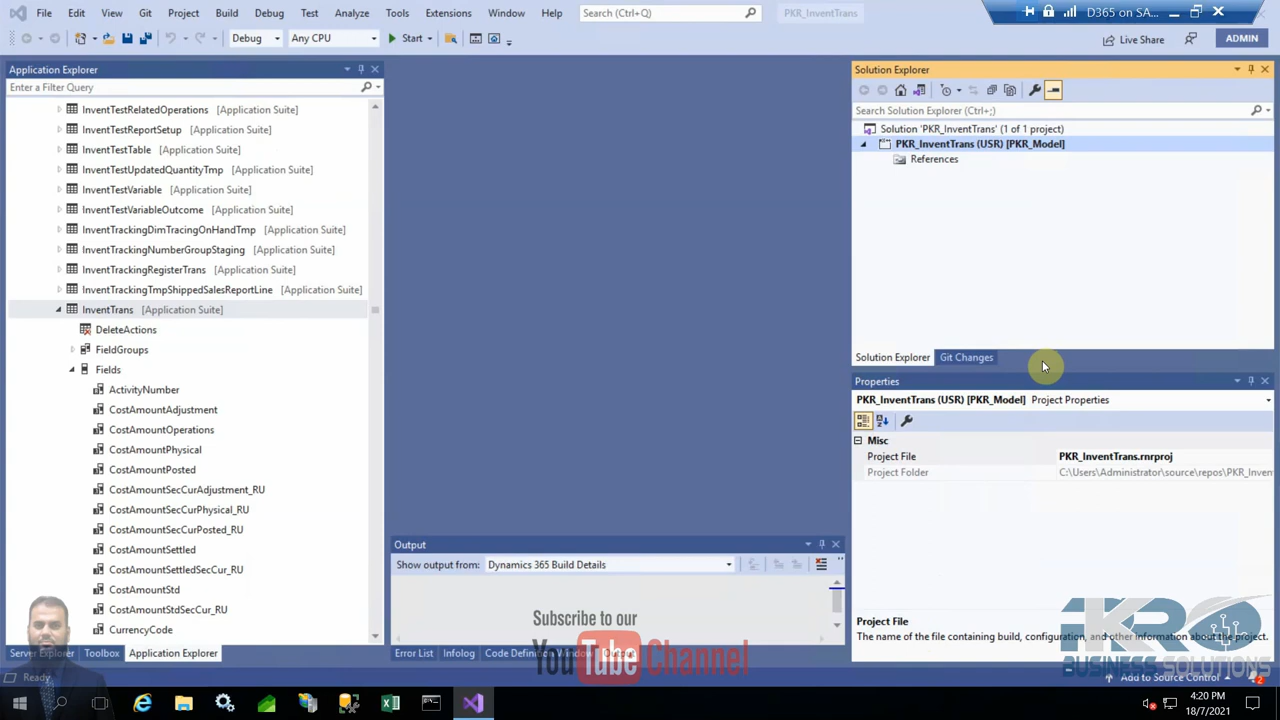 File Edit View Git Project Build Debug Test Analyze Tools Extensions Window Help Search (Ctrl+Q) PKR_InventTrans D365 on SA...
Debug Any CPU Start Live Share ADMIN
Application Explorer
Enter a Filter Query
InventTestRelatedOperations [Application Suite]
InventTestReportSetup [Application Suite]
InventTestTable [Application Suite]
InventTestUpdatedQuantityTmp [Application Suite]
InventTestVariable [Application Suite]
InventTestVariableOutcome [Application Suite]
InventTrackingDimTracingOnHandTmp [Application Suite]
InventTrackingNumberGroupStaging [Application Suite]
InventTrackingRegisterTrans [Application Suite]
InventTrackingTmpShippedSalesReportLine [Application Suite]
InventTrans [Application Suite]
DeleteActions
FieldGroups
Fields
ActivityNumber
CostAmountAdjustment
CostAmountOperations
CostAmountPhysical
CostAmountPosted
CostAmountSecCurAdjustment_RU
CostAmountSecCurPhysical_RU
CostAmountSecCurPosted_RU
CostAmountSettled
CostAmountSettledSecCur_RU
CostAmountStd
CostAmountStdSecCur_RU
CurrencyCode
Server Explorer Toolbox Application Explorer
Output
Show output from: Dynamics 365 Build Details
Subscribe to our
YouTube Channel
Error List Infolog Code Definition Window Output
Solution Explorer
Search Solution Explorer (Ctrl+;)
Solution 'PKR_InventTrans' (1 of 1 project)
PKR_InventTrans (USR) [PKR_Model]
References
Solution Explorer Git Changes
Properties
PKR_InventTrans (USR) [PKR_Model] Project Properties
Misc
Project File PKR_InventTrans.rnrproj
Project Folder C:\Users\Administrator\source\repos\PKR_Inven
Project File
The name of the file containing build, configuration, and other information about the project.
BUSINESS SOLUTIONS
Ready Add to Source Control 2
4:20 PM
18/7/2021